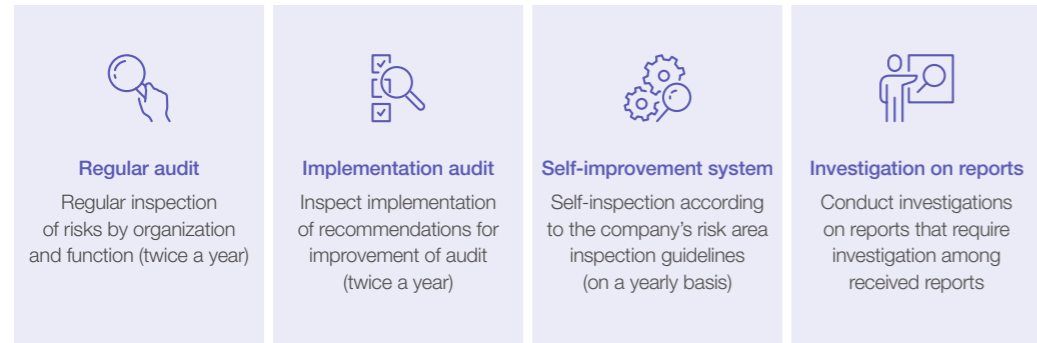 Regular audit
Regular inspection
of risks by organization
and function (twice a year)
Implementation audit
Inspect implementation
of recommendations for
improvement of audit
(twice a year)
Self-improvement system
Self-inspection according
to the company's risk area
inspection guidelines
(on a yearly basis)
Investigation on reports
Conduct investigations
on reports that require
investigation among
received reports